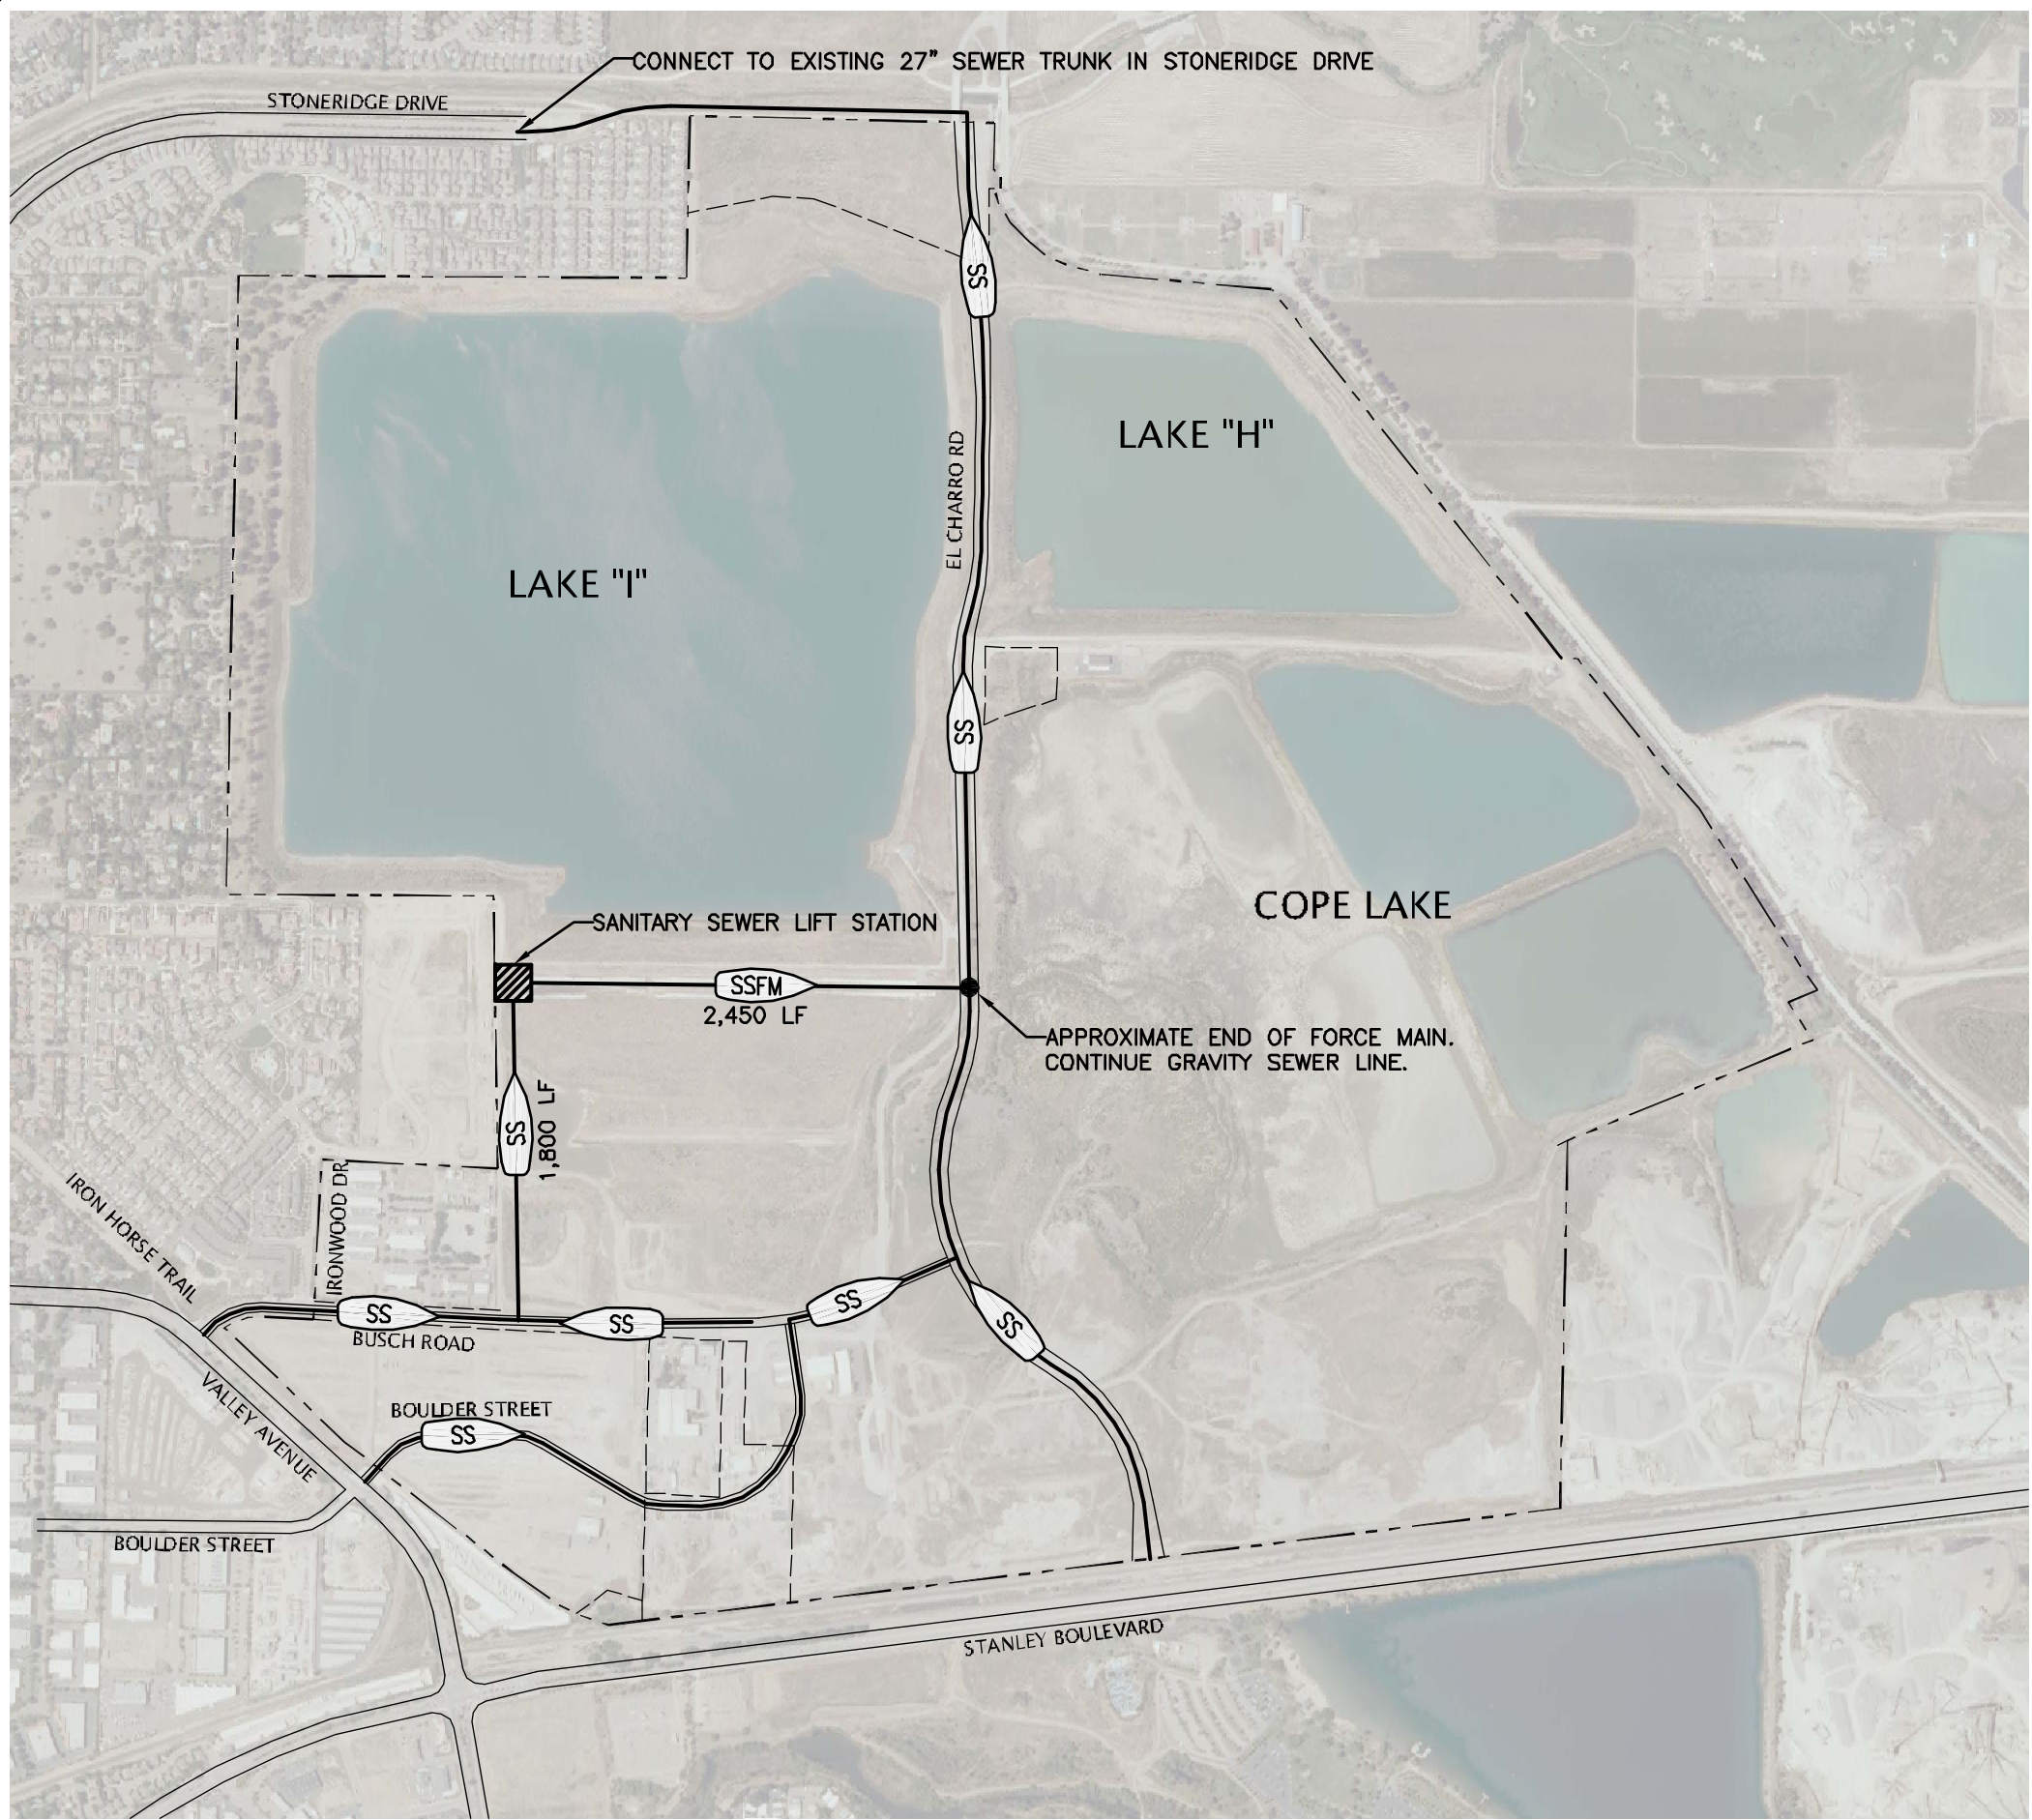 CONNECT TO EXISTING 27" SEWER TRUNK IN STONERIDGE DRIVE
STONERIDGE DRIVE
SS
LAKE "H"
EL CHARRO RD
LAKE "I"
SS
COPE LAKE
SANITARY SEWER LIFT STATION
SSFM
2,450 LF
APPROXIMATE END OF FORCE MAIN.
CONTINUE GRAVITY SEWER LINE.
SS
1,800 LF
IRONWOOD DR
IRON HORSE TRAIL
SS
SS
SS
SS
BUSCH ROAD
VALLEY AVENUE
BOULDER STREET
SS
BOULDER STREET
STANLEY BOULEVARD